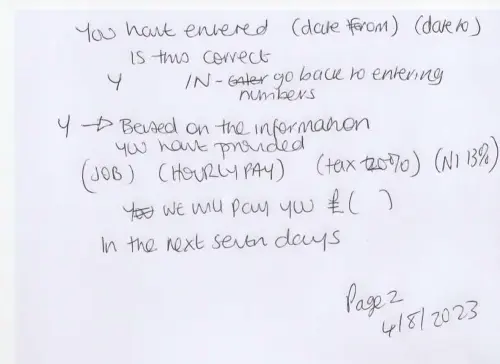 You have entered (date from) (date to)
Is this correct
Y /N - enter go back to entering
numbers
Y → Based on the information
you have provided
(JOB) (HOURLY PAY) (tax 20%) (NI 13%)
You we will pay you £( )
In the next seven days
Page 2
4/8/2023